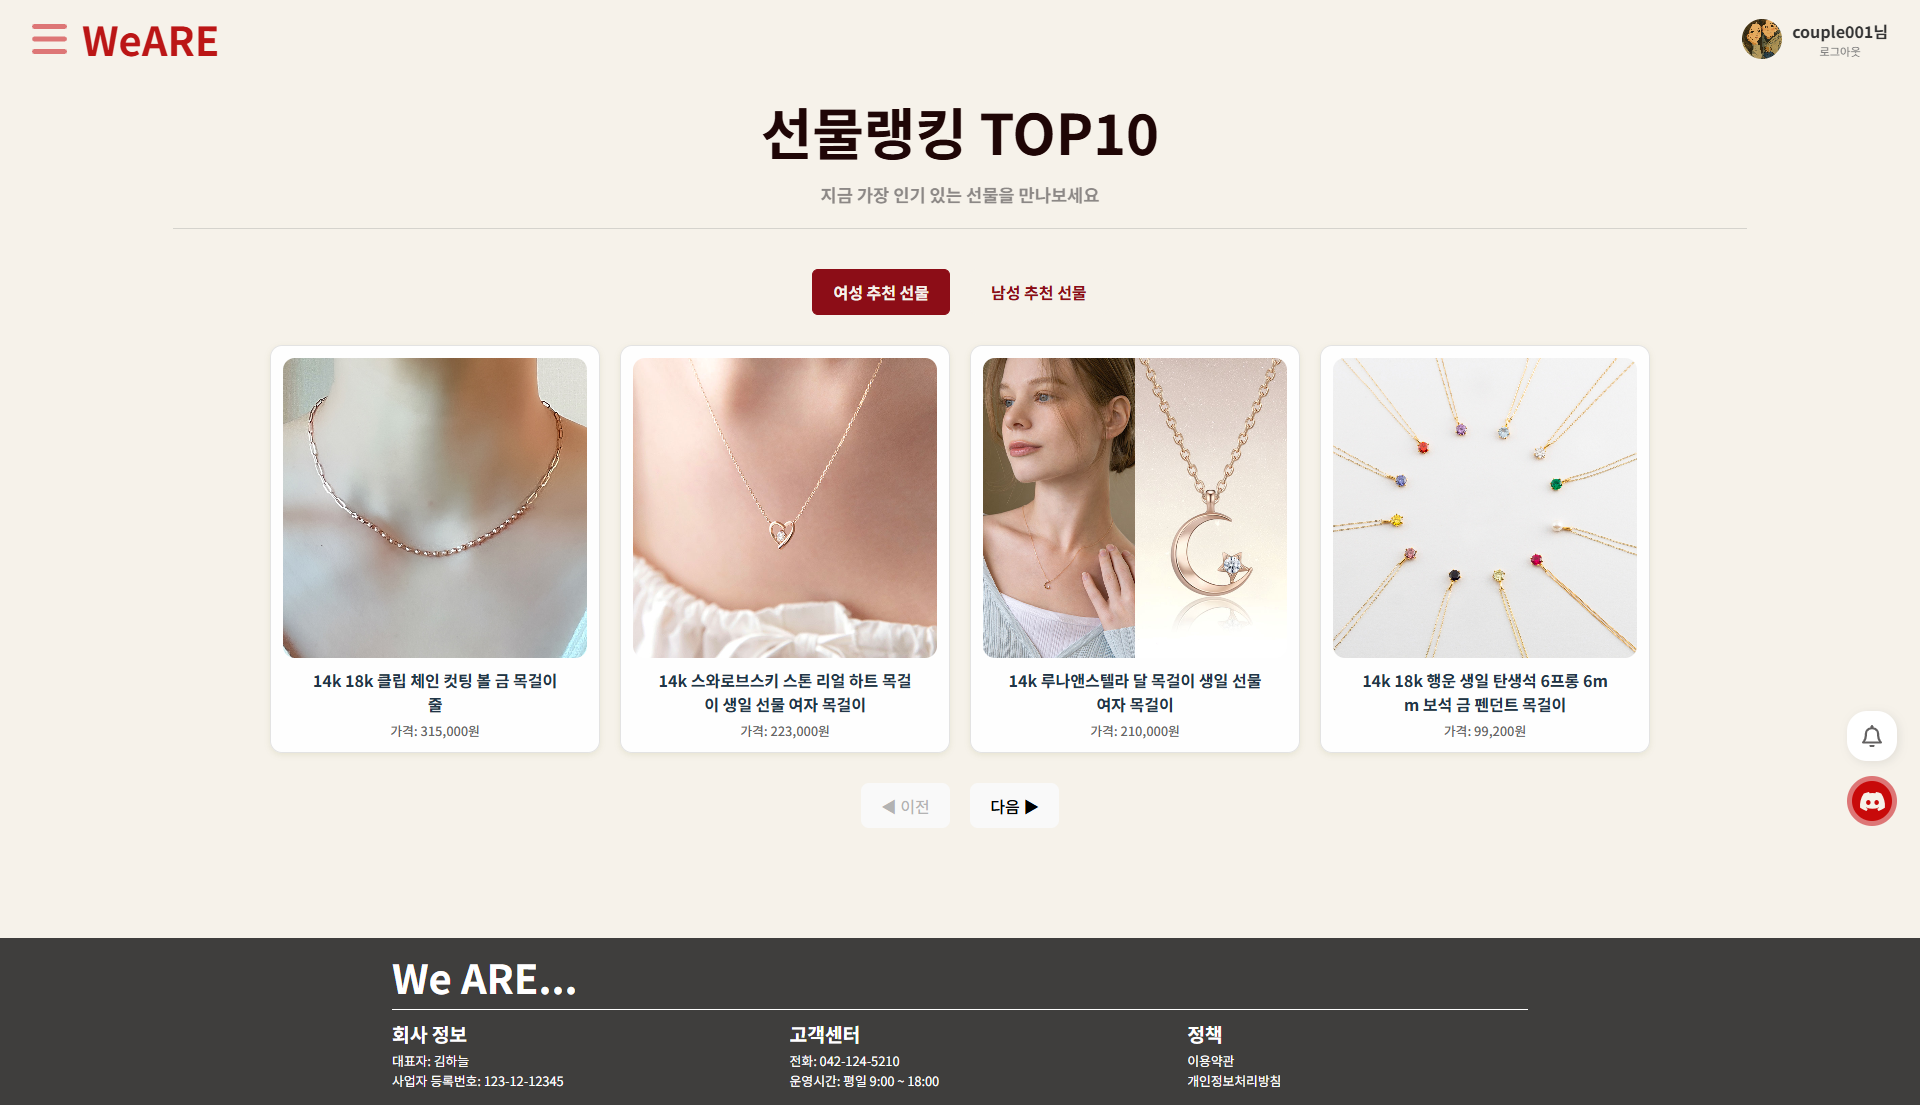 WeARE
couple001님
로그아웃
선물랭킹 TOP10
지금 가장 인기 있는 선물을 만나보세요
여성 추천 선물
남성 추천 선물
14k 18k 클립 체인 컷팅 볼 금 목걸이
줄
가격: 315,000원
14k 스와로브스키 스톤 리얼 하트 목걸
이 생일 선물 여자 목걸이
가격: 223,000원
14k 루나앤스텔라 달 목걸이 생일 선물
여자 목걸이
가격: 210,000원
14k 18k 행운 생일 탄생석 6프롱 6m
m 보석 금 펜던트 목걸이
가격: 99,200원
◀ 이전
다음 ▶
We ARE...
회사 정보
대표자: 김하늘
사업자 등록번호: 123-12-12345
고객센터
전화: 042-124-5210
운영시간: 평일 9:00 ~ 18:00
정책
이용약관
개인정보처리방침